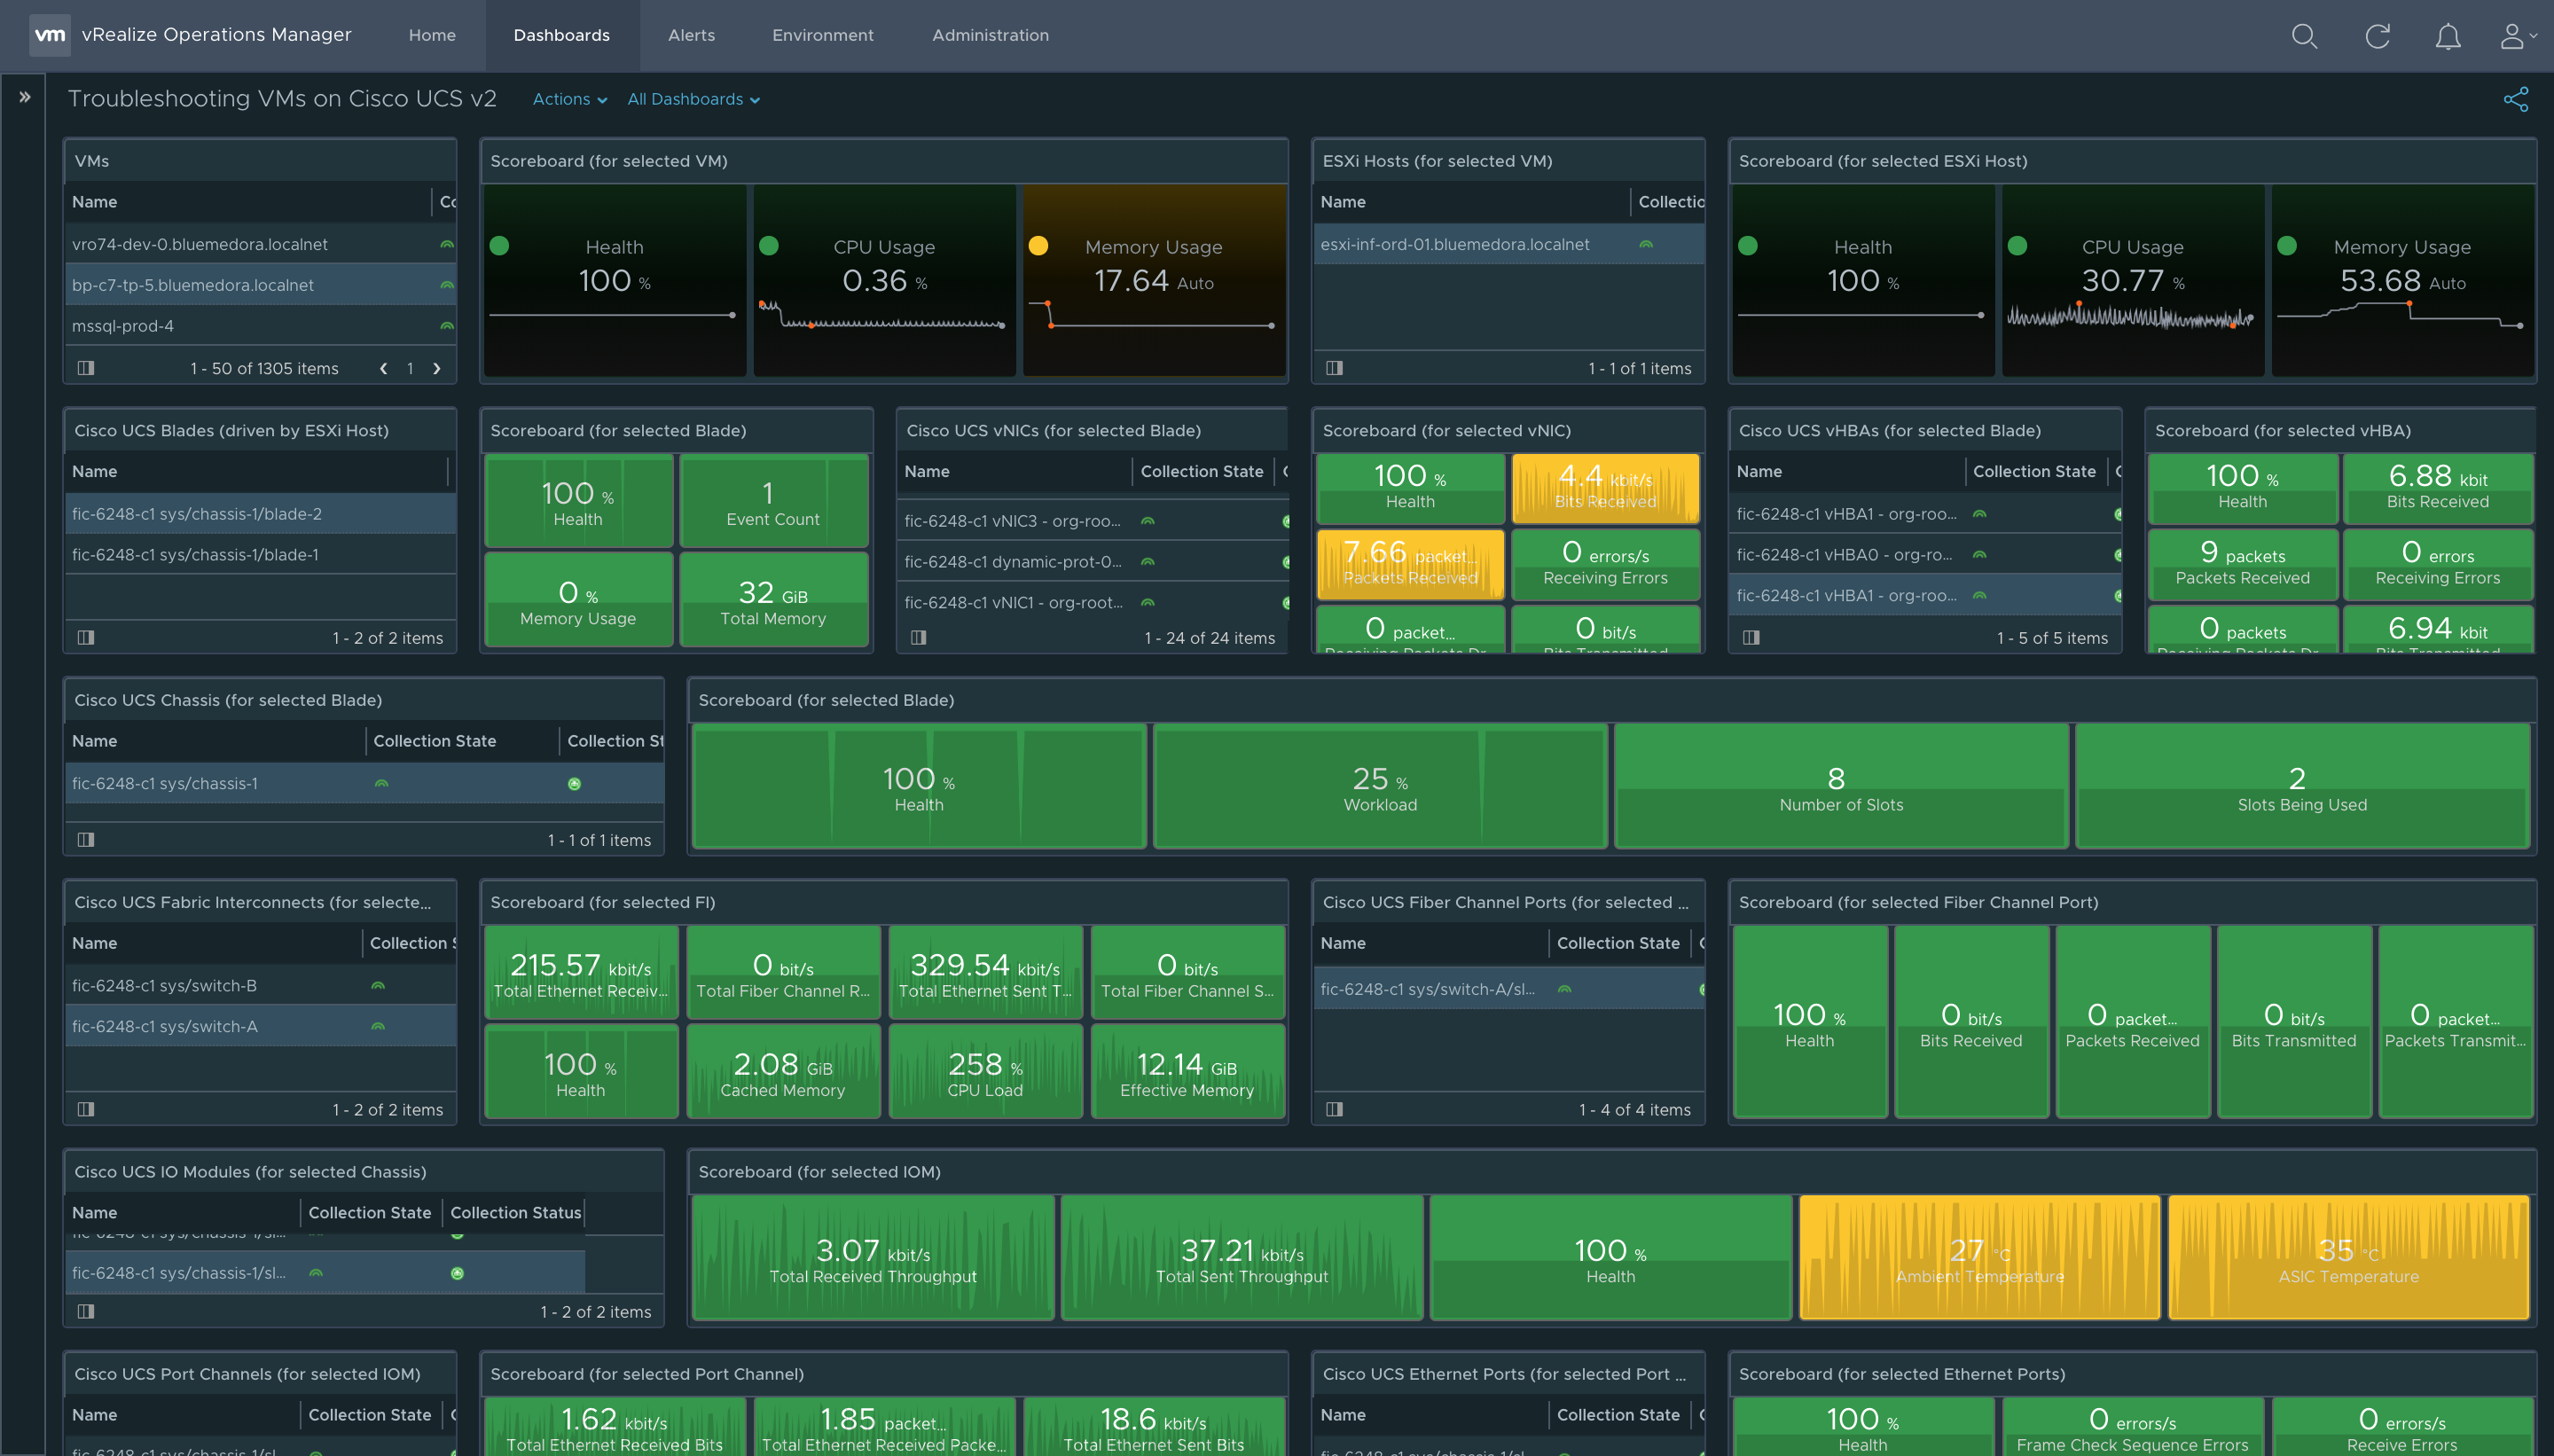 vm vRealize Operations Manager Home Dashboards Alerts Environment Administration
» Troubleshooting VMs on Cisco UCS v2 Actions All Dashboards
VMs
Name
vro74-dev-0.bluemedora.localnet
bp-c7-tp-5.bluemedora.localnet
mssql-prod-4
1 - 50 of 1305 items ‹ 1 ›
Scoreboard (for selected VM)
Health
100 %
CPU Usage
0.36 %
Memory Usage
17.64 Auto
ESXi Hosts (for selected VM)
Name Collectio
esxi-inf-ord-01.bluemedora.localnet
1 - 1 of 1 items
Scoreboard (for selected ESXi Host)
Health
100 %
CPU Usage
30.77 %
Memory Usage
53.68 Auto
Cisco UCS Blades (driven by ESXi Host)
Name
fic-6248-c1 sys/chassis-1/blade-2
fic-6248-c1 sys/chassis-1/blade-1
1 - 2 of 2 items
Scoreboard (for selected Blade)
100 %
Health
1
Event Count
0 %
Memory Usage
32 GiB
Total Memory
Cisco UCS vNICs (for selected Blade)
Name Collection State
fic-6248-c1 vNIC3 - org-roo...
fic-6248-c1 dynamic-prot-0...
fic-6248-c1 vNIC1 - org-root...
1 - 24 of 24 items
Scoreboard (for selected vNIC)
100 %
Health
4.4 kbit/s
Bits Received
7.66 packet...
Packets Received
0 errors/s
Receiving Errors
0 packet...
Receiving Packets Dr...
0 bit/s
Bits Transmitted
Cisco UCS vHBAs (for selected Blade)
Name Collection State
fic-6248-c1 vHBA1 - org-roo...
fic-6248-c1 vHBA0 - org-ro...
fic-6248-c1 vHBA1 - org-roo...
1 - 5 of 5 items
Scoreboard (for selected vHBA)
100 %
Health
6.88 kbit
Bits Received
9 packets
Packets Received
0 errors
Receiving Errors
0 packets
Receiving Packets Dr...
6.94 kbit
Bits Transmitted
Cisco UCS Chassis (for selected Blade)
Name Collection State Collection St
fic-6248-c1 sys/chassis-1
1 - 1 of 1 items
Scoreboard (for selected Blade)
100 %
Health
25 %
Workload
8
Number of Slots
2
Slots Being Used
Cisco UCS Fabric Interconnects (for selecte...
Name Collection S
fic-6248-c1 sys/switch-B
fic-6248-c1 sys/switch-A
1 - 2 of 2 items
Scoreboard (for selected FI)
215.57 kbit/s
Total Ethernet Receiv...
0 bit/s
Total Fiber Channel R...
329.54 kbit/s
Total Ethernet Sent T...
0 bit/s
Total Fiber Channel S...
100 %
Health
2.08 GiB
Cached Memory
258 %
CPU Load
12.14 GiB
Effective Memory
Cisco UCS Fiber Channel Ports (for selected ...
Name Collection State
fic-6248-c1 sys/switch-A/sl...
1 - 4 of 4 items
Scoreboard (for selected Fiber Channel Port)
100 %
Health
0 bit/s
Bits Received
0 packet...
Packets Received
0 bit/s
Bits Transmitted
0 packet...
Packets Transmit...
Cisco UCS IO Modules (for selected Chassis)
Name Collection State Collection Status
fic-6248-c1 sys/chassis-1/sl...
fic-6248-c1 sys/chassis-1/sl...
1 - 2 of 2 items
Scoreboard (for selected IOM)
3.07 kbit/s
Total Received Throughput
37.21 kbit/s
Total Sent Throughput
100 %
Health
27 °C
Ambient Temperature
35 °C
ASIC Temperature
Cisco UCS Port Channels (for selected IOM)
Name Collection State
fic-6248-c1 sys/chassis-1/sl...
Scoreboard (for selected Port Channel)
1.62 kbit/s
Total Ethernet Received Bits
1.85 packet...
Total Ethernet Received Packe...
18.6 kbit/s
Total Ethernet Sent Bits
Cisco UCS Ethernet Ports (for selected Port ...
Name Collection State
fic-6248-c1 sys/chassis-1/sl...
Scoreboard (for selected Ethernet Ports)
100 %
Health
0 errors/s
Frame Check Sequence Errors
0 errors/s
Receive Errors